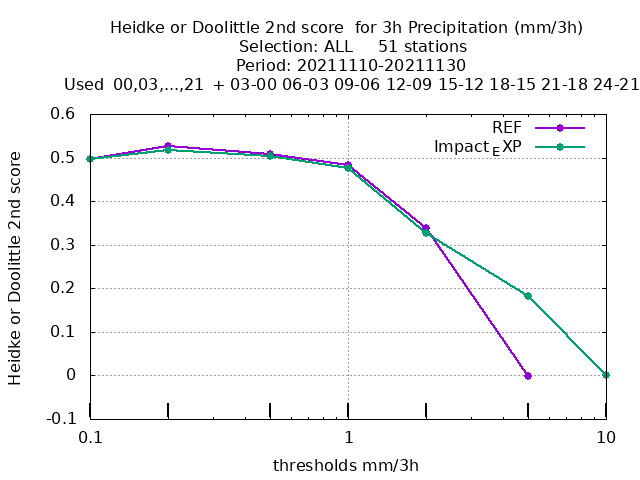 Heidke or Doolittle 2nd score  for 3h Precipitation (mm/3h)
Selection: ALL     51 stations
Period: 20211110-20211130
Used  00,03,...,21  + 03-00 06-03 09-06 12-09 15-12 18-15 21-18 24-21
REF
Impact_EXP
Heidke or Doolittle 2nd score
0.6
0.5
0.4
0.3
0.2
0.1
0
-0.1
0.1
1
10
thresholds mm/3h